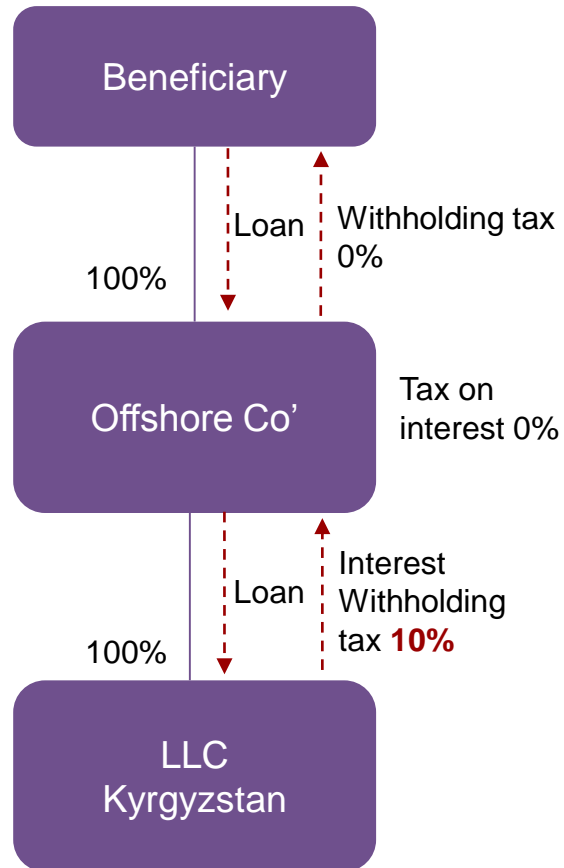 Beneficiary
Loan
Withholding tax
0%
100%
Offshore Co’
Tax on
interest 0%
Loan
Interest
Withholding
tax 10%
100%
LLC
Kyrgyzstan